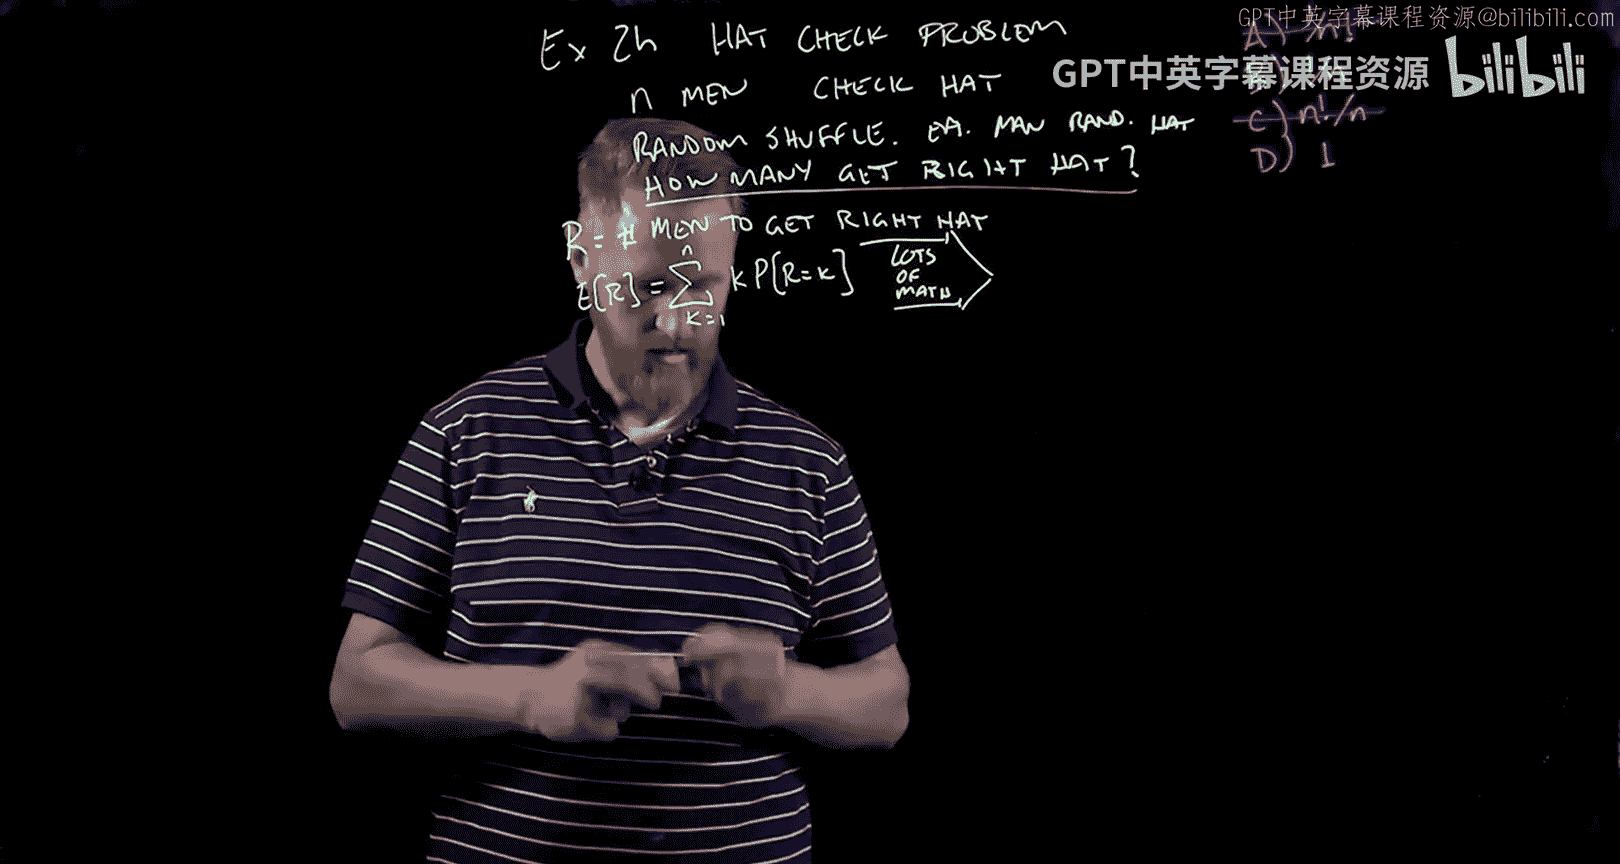 GPT中英字幕课程资源@bilibili.com
GPT中英字幕课程资源 bilibili
Ex 2h HAT CHECK PROBLEM
n MEN CHECK HAT
RANDOM SHUFFLE. EA. MAN RAND. HAT
HOW MANY GET RIGHT HAT?
A) n!
C) n!/n
D) 1
R = # MEN TO GET RIGHT HAT
E[R] = n ∑ k=1 k P[R=k] LOTS OF MATH